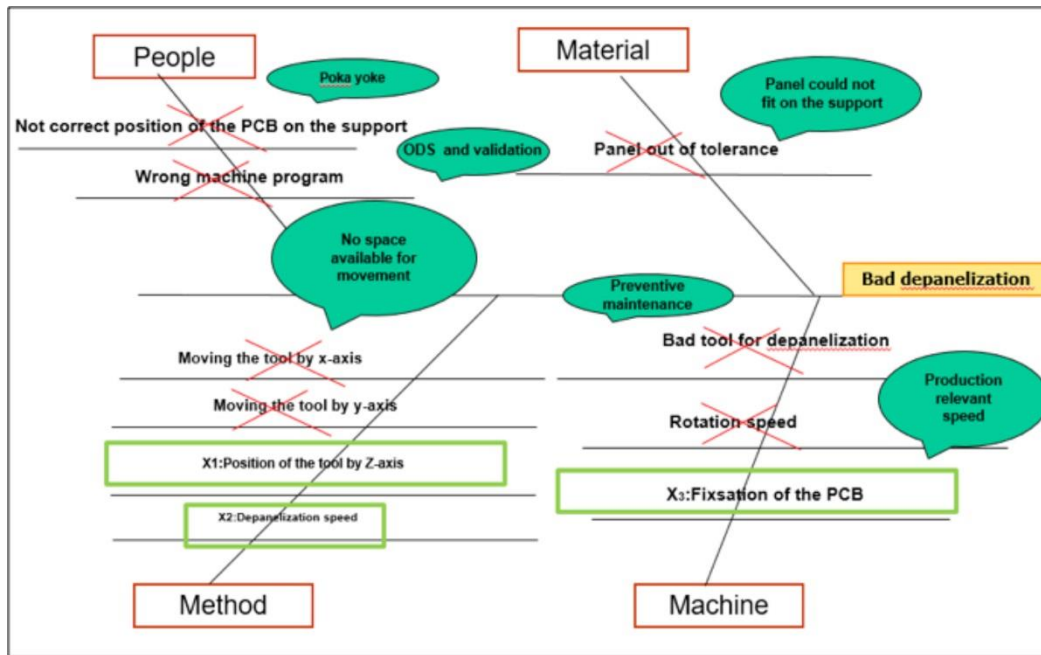 People
Material
Poka yoke
Panel could not
fit on the support
Not correct position of the PCB on the support
ODS and validation
Panel out of tolerance
Wrong machine program
No space
available for
movement
Bad depanelization
Preventive
maintenance
Bad tool for depanelization
Moving the tool by x-axis
Production
relevant
speed
Moving the tool by y-axis
Rotation speed
X1:Position of the tool by Z-axis
X3:Fixsation of the PCB
X2:Depanelization speed
Method
Machine